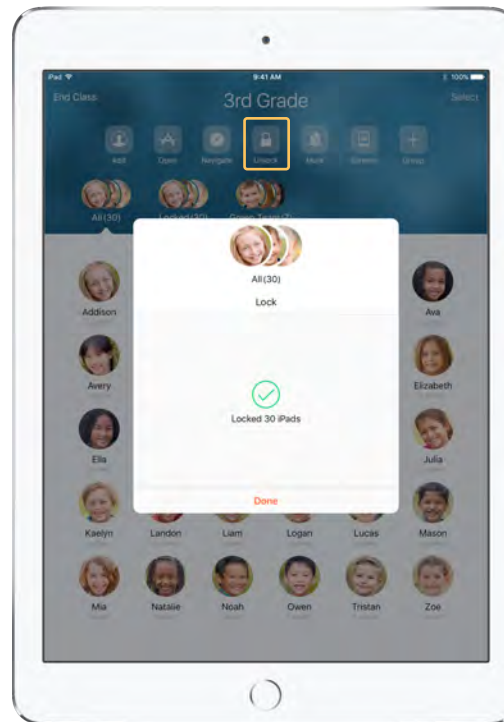 iPad 9:41 AM 100%
End Class 3rd Grade Select
Add Open Navigate Unlock Mute Screens Group
All (30) Locked (30) Green Team (7)
All (30)
Lock
Addison Ava
Avery Elizabeth
Locked 30 iPads
Ella Julia
Done
Kaelyn Landon Liam Logan Lucas Mason
Mia Natalie Noah Owen Tristan Zoe